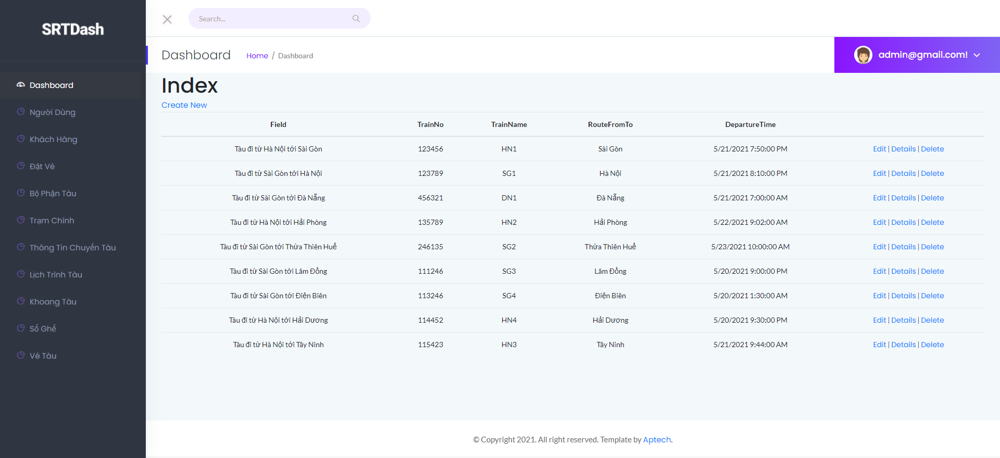 SRTDash
Search...
Dashboard
Home / Dashboard
admin@gmail.com!
Dashboard
Người Dùng
Khách Hàng
Đặt Vé
Bộ Phận Tàu
Trạm Chính
Thông Tin Chuyến Tàu
Lịch Trình Tàu
Khoang Tàu
Số Ghế
Vé Tàu
Index
Create New
Field TrainNo TrainName RouteFromTo DepartureTime
Tàu đi từ Hà Nội tới Sài Gòn 123456 HN1 Sài Gòn 5/21/2021 7:50:00 PM Edit | Details | Delete
Tàu đi từ Sài Gòn tới Hà Nội 123789 SG1 Hà Nội 5/21/2021 8:10:00 PM Edit | Details | Delete
Tàu đi từ Sài Gòn tới Đà Nẵng 456321 DN1 Đà Nẵng 5/21/2021 7:00:00 AM Edit | Details | Delete
Tàu đi từ Hà Nội tới Hải Phòng 135789 HN2 Hải Phòng 5/22/2021 9:02:00 AM Edit | Details | Delete
Tàu đi từ Sài Gòn tới Thừa Thiên Huế 246135 SG2 Thừa Thiên Huế 5/23/2021 10:00:00 AM Edit | Details | Delete
Tàu đi từ Sài Gòn tới Lâm Đồng 111246 SG3 Lâm Đồng 5/20/2021 9:00:00 PM Edit | Details | Delete
Tàu đi từ Sài Gòn tới Điện Biên 113246 SG4 Điện Biên 5/20/2021 1:30:00 AM Edit | Details | Delete
Tàu đi từ Hà Nội tới Hải Dương 114452 HN4 Hải Dương 5/20/2021 9:30:00 PM Edit | Details | Delete
Tàu đi từ Hà Nội tới Tây Ninh 115423 HN3 Tây Ninh 5/21/2021 9:44:00 AM Edit | Details | Delete
© Copyright 2021. All right reserved. Template by Aptech.